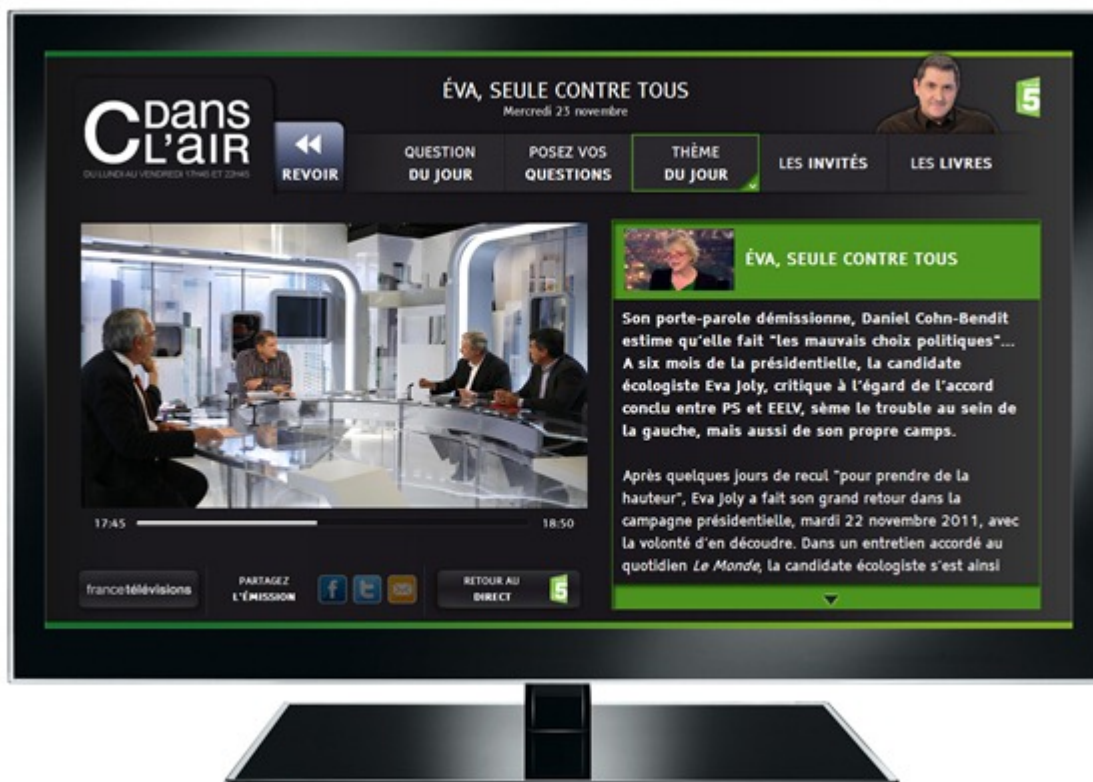 ÉVA, SEULE CONTRE TOUS
Mercredi 23 novembre
C DANS L'AIR
DU LUNDI AU VENDREDI 17H45 ET 22H45
REVOIR
QUESTION
DU JOUR
POSEZ VOS
QUESTIONS
THÈME
DU JOUR
LES INVITÉS
LES LIVRES
5
17:45
18:50
ÉVA, SEULE CONTRE TOUS
Son porte-parole démissionne, Daniel Cohn-Bendit
estime qu'elle fait "les mauvais choix politiques"...
A six mois de la présidentielle, la candidate
écologiste Eva Joly, critique à l'égard de l'accord
conclu entre PS et EELV, sème le trouble au sein de
la gauche, mais aussi de son propre camps.
Après quelques jours de recul "pour prendre de la
hauteur", Eva Joly a fait son grand retour dans la
campagne présidentielle, mardi 22 novembre 2011, avec
la volonté d'en découdre. Dans un entretien accordé au
quotidien Le Monde, la candidate écologiste s'est ainsi
francetélévisions
PARTAGEZ
L'ÉMISSION
f
t
RETOUR AU
DIRECT
5